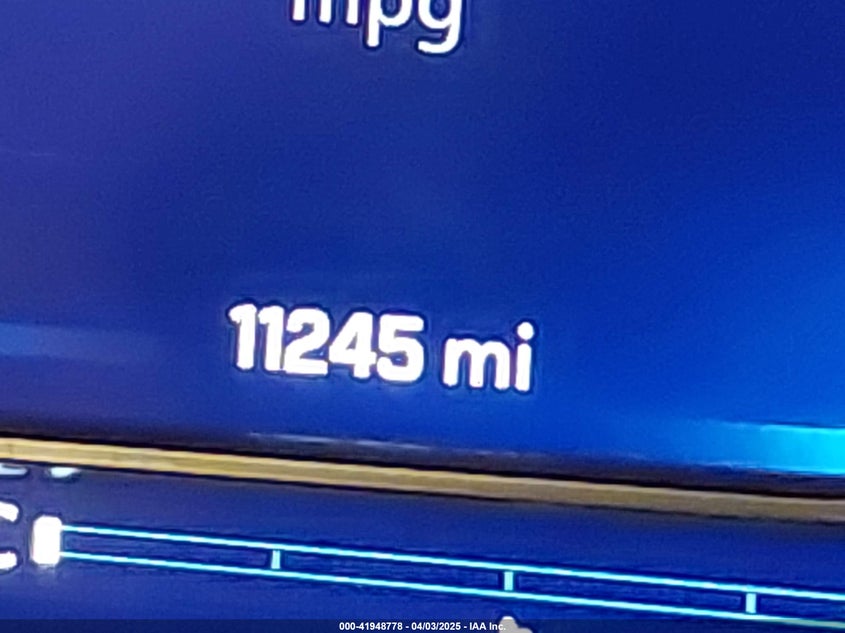 mpg
11245 mi
C
000-41948778 - 04/03/2025 - IAA Inc.